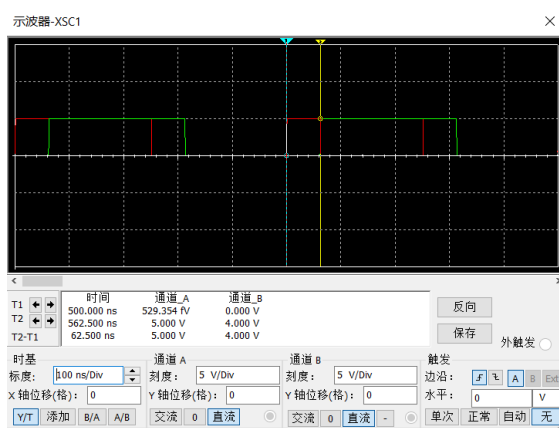 示波器-XSC1
1 2
时间 通道_A 通道_B
T1 500.000 ns 529.354 fV 0.000 V
T2 562.500 ns 5.000 V 4.000 V
T2-T1 62.500 ns 5.000 V 4.000 V
反向
保存
外触发
时基 通道 A 通道 B 触发
标度: 100 ns/Div 刻度: 5 V/Div 刻度: 5 V/Div 边沿: A B Ext
X 轴位移(格): 0 Y 轴位移(格): 0 Y 轴位移(格): 0 水平: 0 V
Y/T 添加 B/A A/B 交流 0 直流 交流 0 直流 - 单次 正常 自动 无